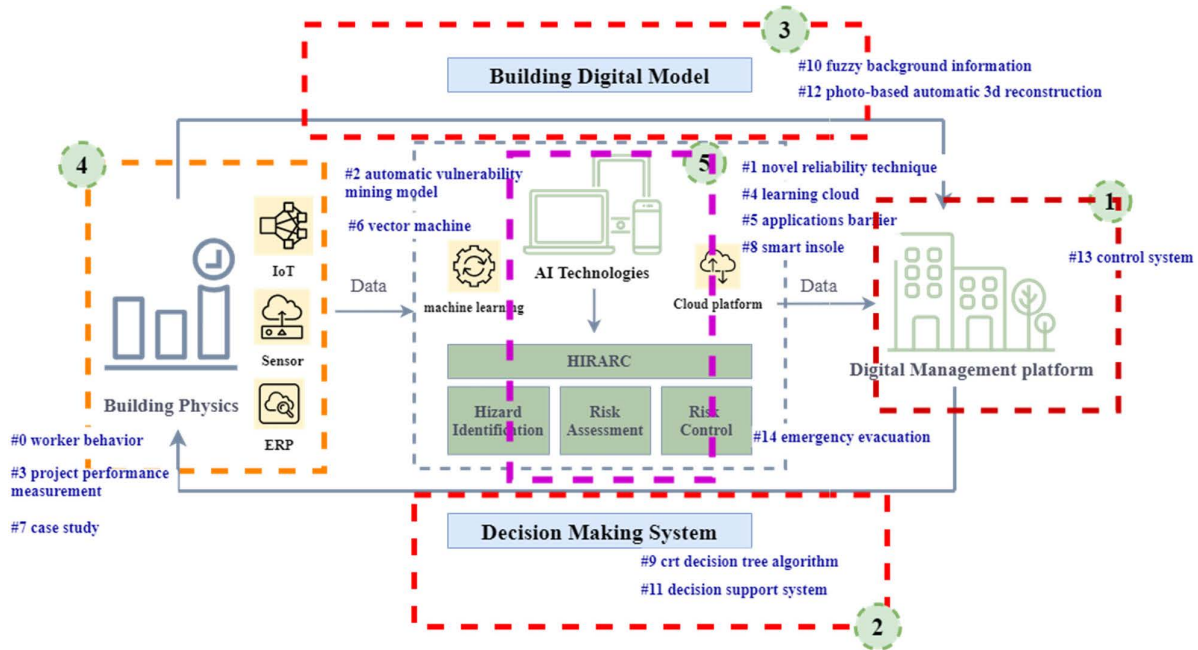 3
Building Digital Model
#10 fuzzy background information
#12 photo-based automatic 3d reconstruction
4
#2 automatic vulnerability
mining model
#6 vector machine
5
#1 novel reliability technique
#4 learning cloud
#5 applications barrier
#8 smart insole
1
#13 control system
IoT
Sensor
ERP
Building Physics
Data
machine learning
AI Technologies
Cloud platform
Data
Digital Management platform
HIRARC
Hizard
Identification
Risk
Assessment
Risk
Control
#14 emergency evacuation
#0 worker behavior
#3 project performance
measurement
#7 case study
Decision Making System
#9 crt decision tree algorithm
#11 decision support system
2